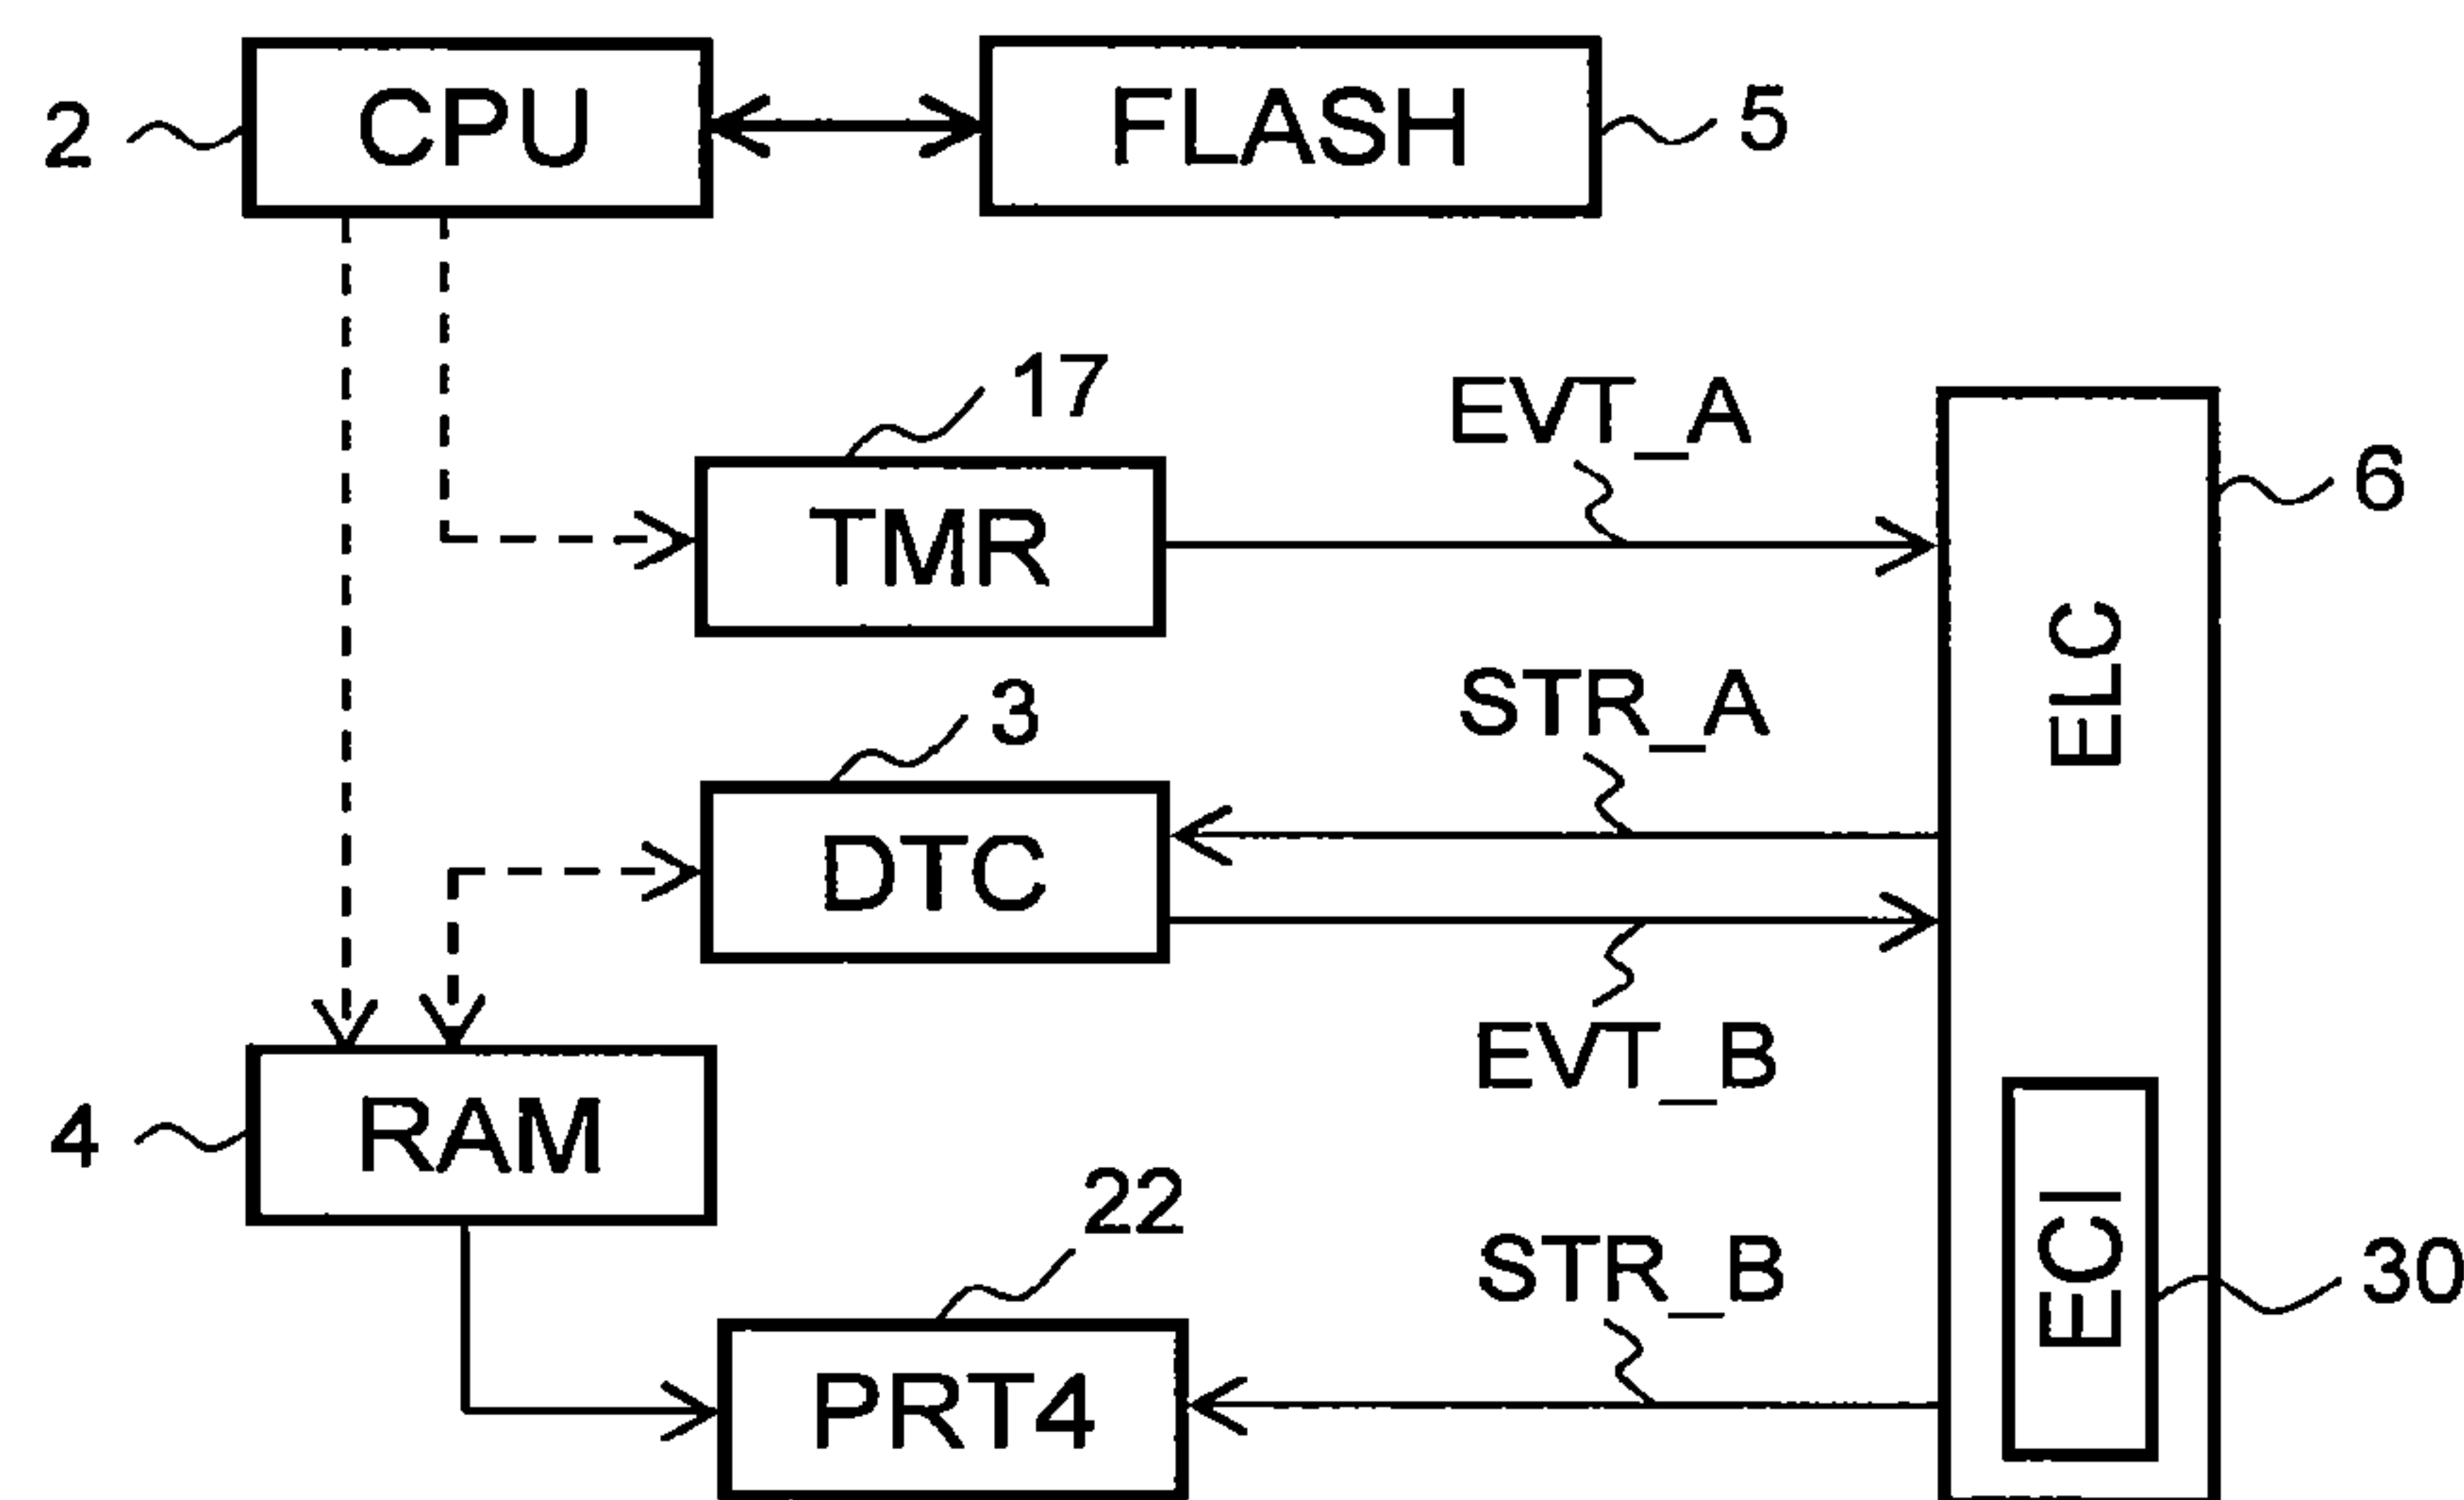 2 CPU FLASH 5
17
EVT_A
6
TMR
ELC
STR_A
3
DTC
EVT_B
4 RAM
22
STR_B
ECI
30
PRT4